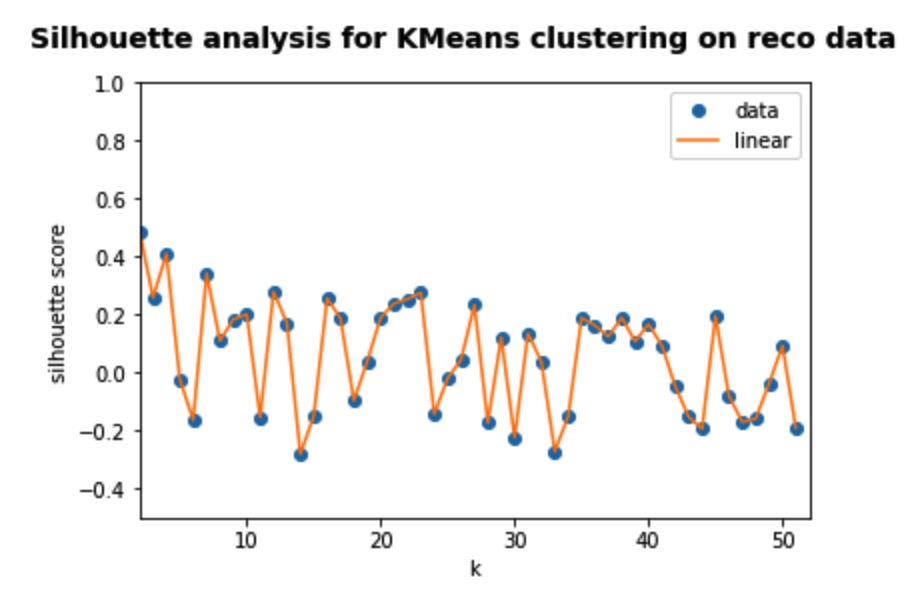 Silhouette analysis for KMeans clustering on reco data
1.0
0.8
0.6
0.4
0.2
0.0
−0.2
−0.4
silhouette score
data
linear
10 20 30 40 50
k